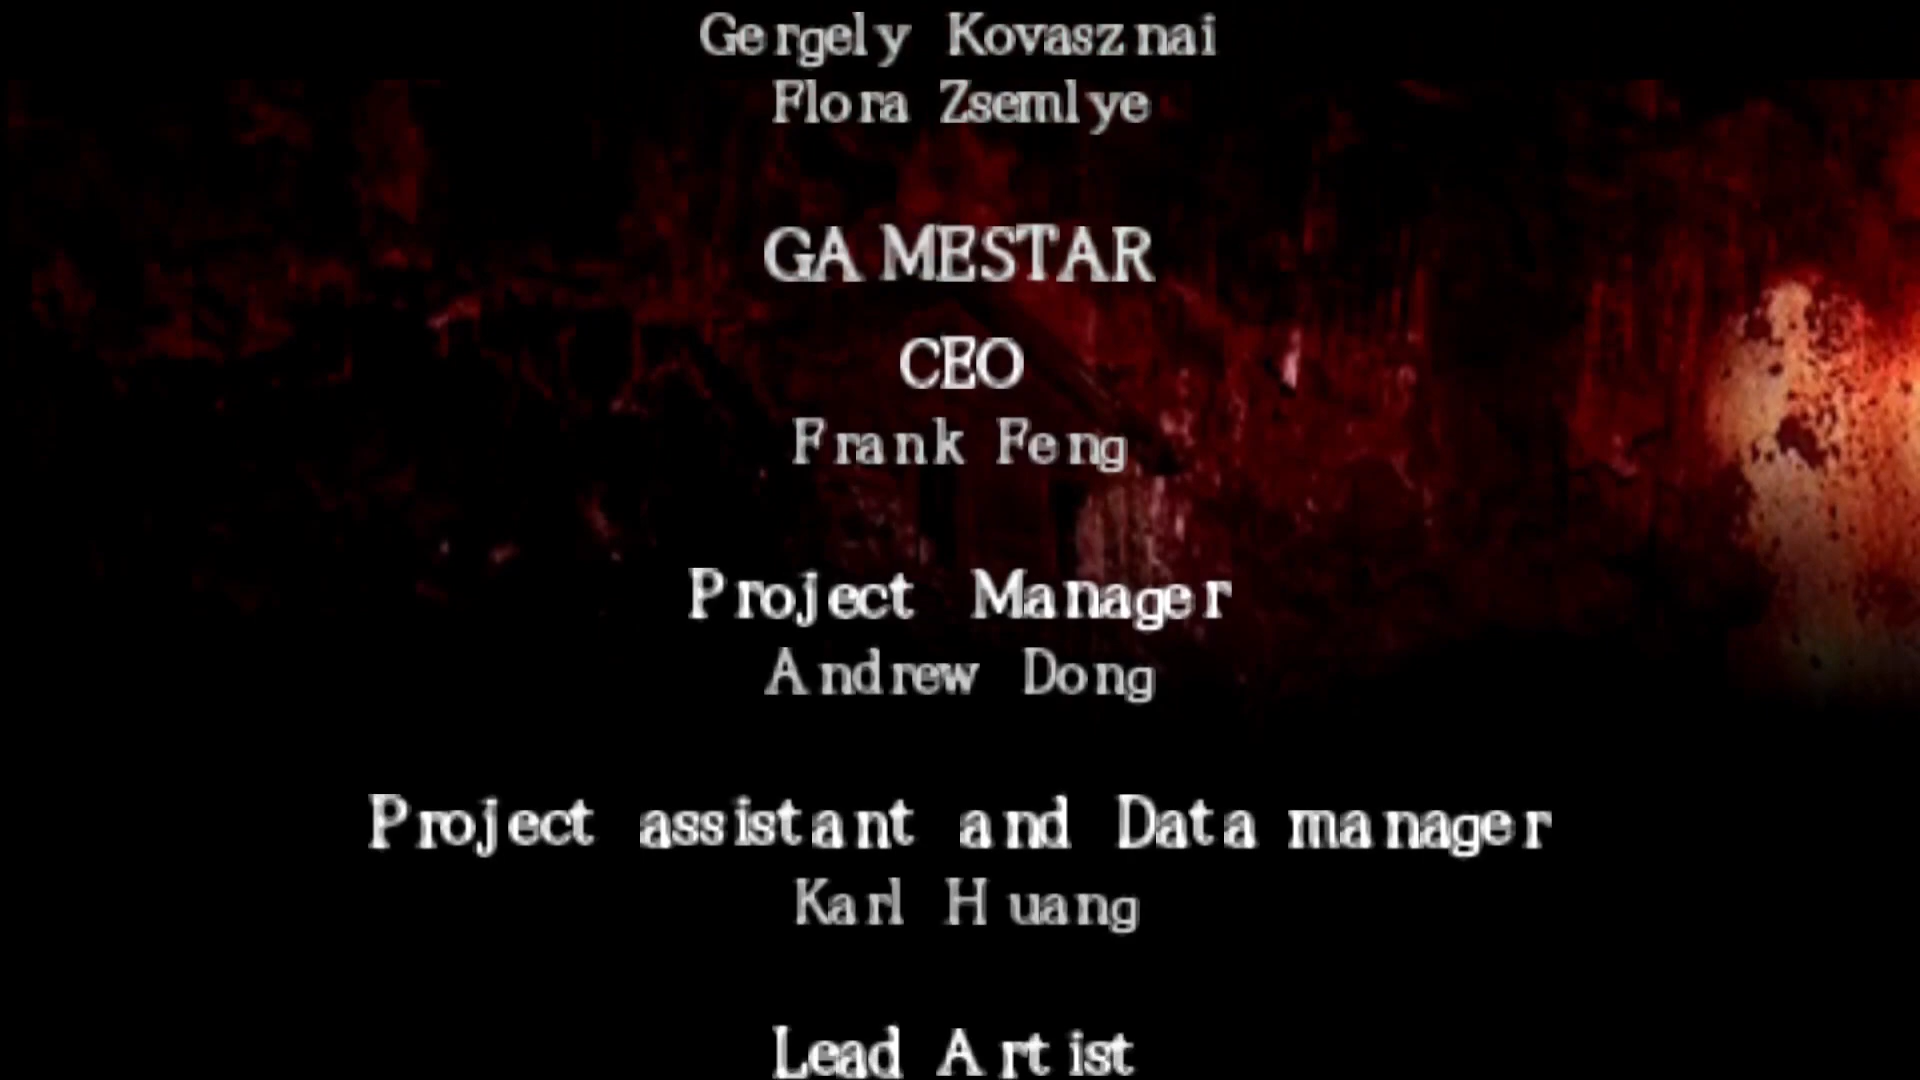 Gergely Kovasznai
Flora Zsemlye
GAMESTAR
CEO
Frank Feng
Project Manager
Andrew Dong
Project assistant and Data manager
Karl Huang
Lead Artist